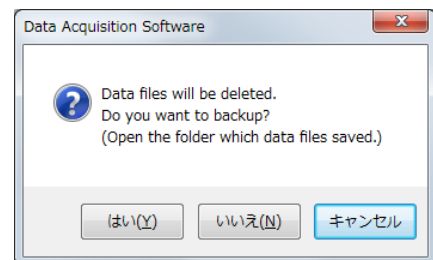 Data Acquisition Software
Data files will be deleted.
Do you want to backup?
(Open the folder which data files saved.)
はい(Y) いいえ(N) キャンセル